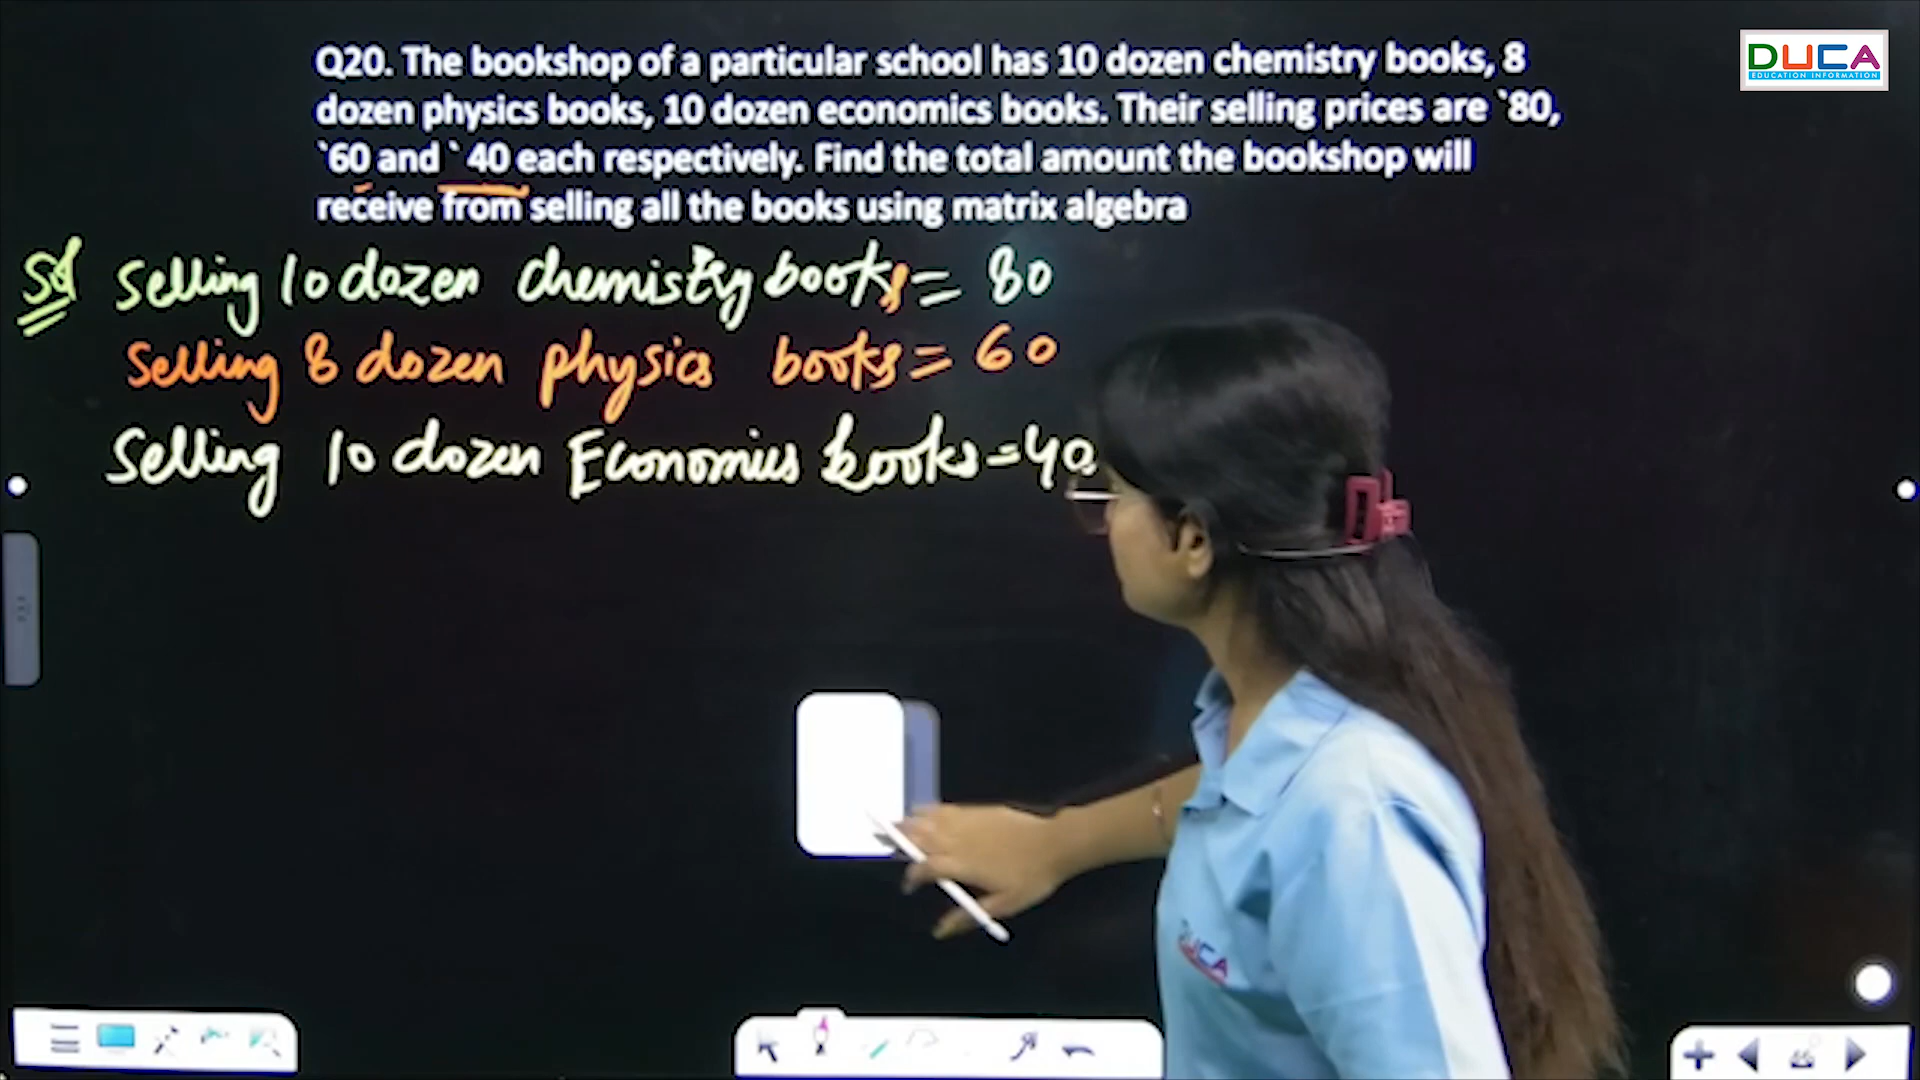 Q20. The bookshop of a particular school has 10 dozen chemistry books, 8
dozen physics books, 10 dozen economics books. Their selling prices are `80,
`60 and ` 40 each respectively. Find the total amount the bookshop will
receive from selling all the books using matrix algebra
DUCA
EDUCATION INFORMATION
Sol Selling 10 dozen chemistry books = 80
Selling 8 dozen physics books = 60
Selling 10 dozen Economics books = 40
DUCA